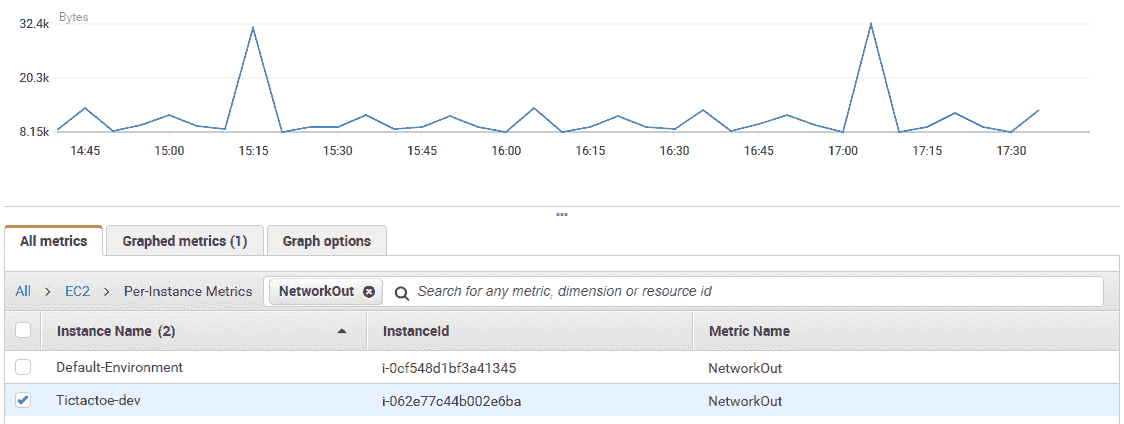 Bytes
32.4k
20.3k
8.15k
14:45 15:00 15:15 15:30 15:45 16:00 16:15 16:30 16:45 17:00 17:15 17:30
All metrics Graphed metrics (1) Graph options
All > EC2 > Per-Instance Metrics NetworkOut Search for any metric, dimension or resource id
Instance Name (2) InstanceId Metric Name
Default-Environment i-0cf548d1bf3a41345 NetworkOut
Tictactoe-dev i-062e77c44b002e6ba NetworkOut